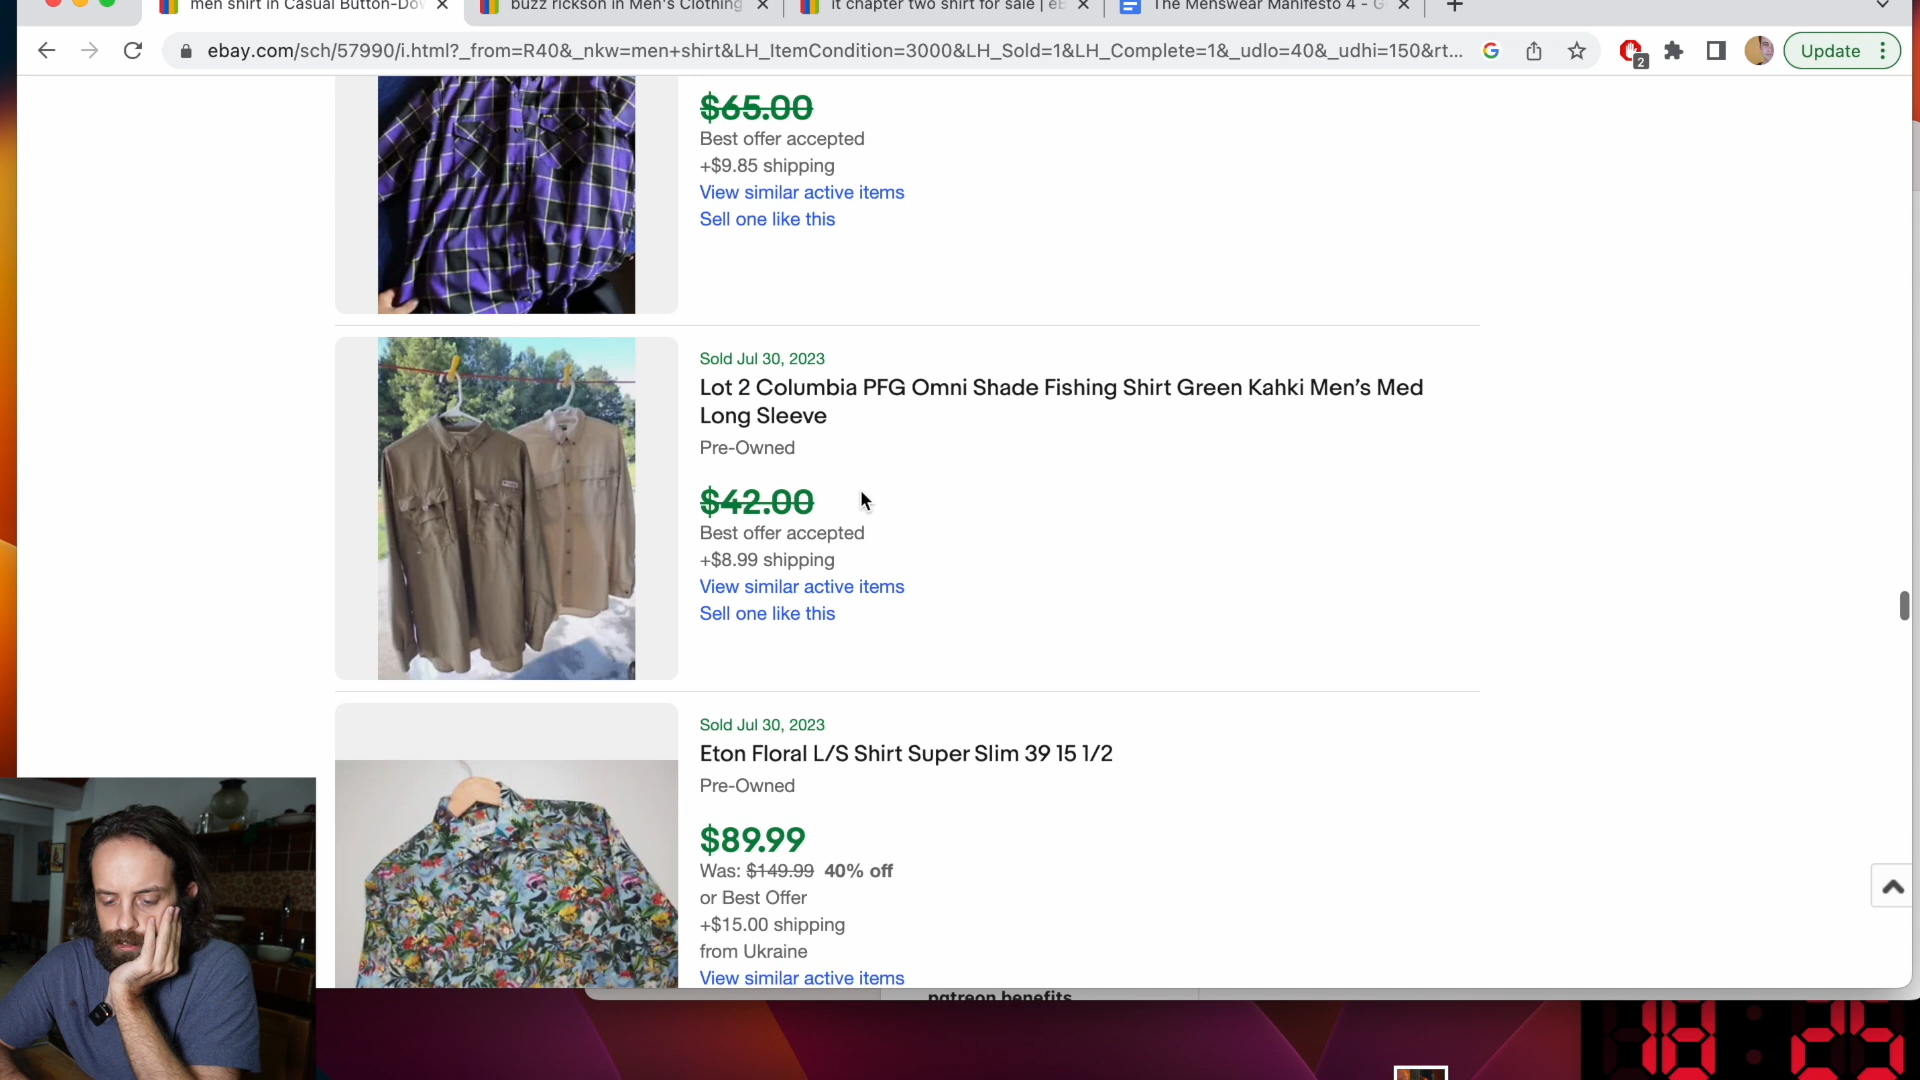 men shirt in Casual Button-Do
buzz rickson in Men's Clothing
it chapter two shirt for sale | eB
The Menswear Manifesto 4 - G
ebay.com/sch/57990/i.html?_from=R40&_nkw=men+shirt&LH_ItemCondition=3000&LH_Sold=1&LH_Complete=1&_udlo=40&_udhi=150&rt...
2
Update
$65.00
Best offer accepted
+$9.85 shipping
View similar active items
Sell one like this
Sold Jul 30, 2023
Lot 2 Columbia PFG Omni Shade Fishing Shirt Green Kahki Men's Med
Long Sleeve
Pre-Owned
$42.00
Best offer accepted
+$8.99 shipping
View similar active items
Sell one like this
Sold Jul 30, 2023
Eton Floral L/S Shirt Super Slim 39 15 1/2
Pre-Owned
$89.99
Was: $149.99 40% off
or Best Offer
+$15.00 shipping
from Ukraine
View similar active items
patreon benefits